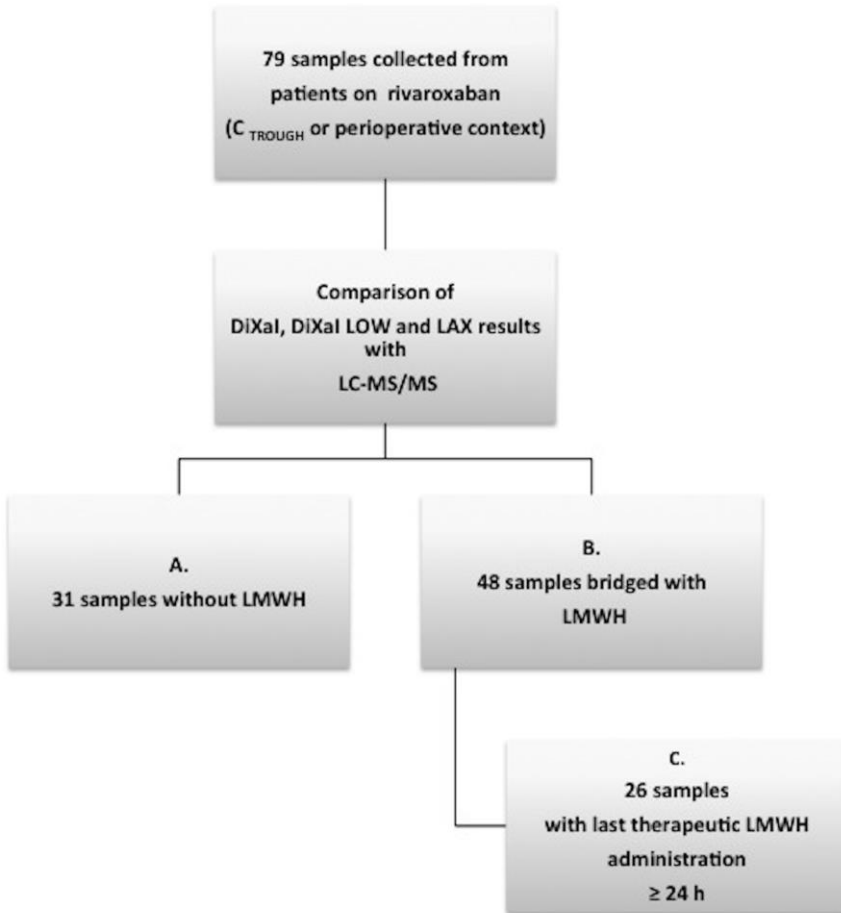 79 samples collected from
patients on rivaroxaban
(C TROUGH or perioperative context)
Comparison of
DiXaI, DiXaI LOW and LAX results
with
LC-MS/MS
A.
31 samples without LMWH
B.
48 samples bridged with
LMWH
C.
26 samples
with last therapeutic LMWH
administration
≥ 24 h